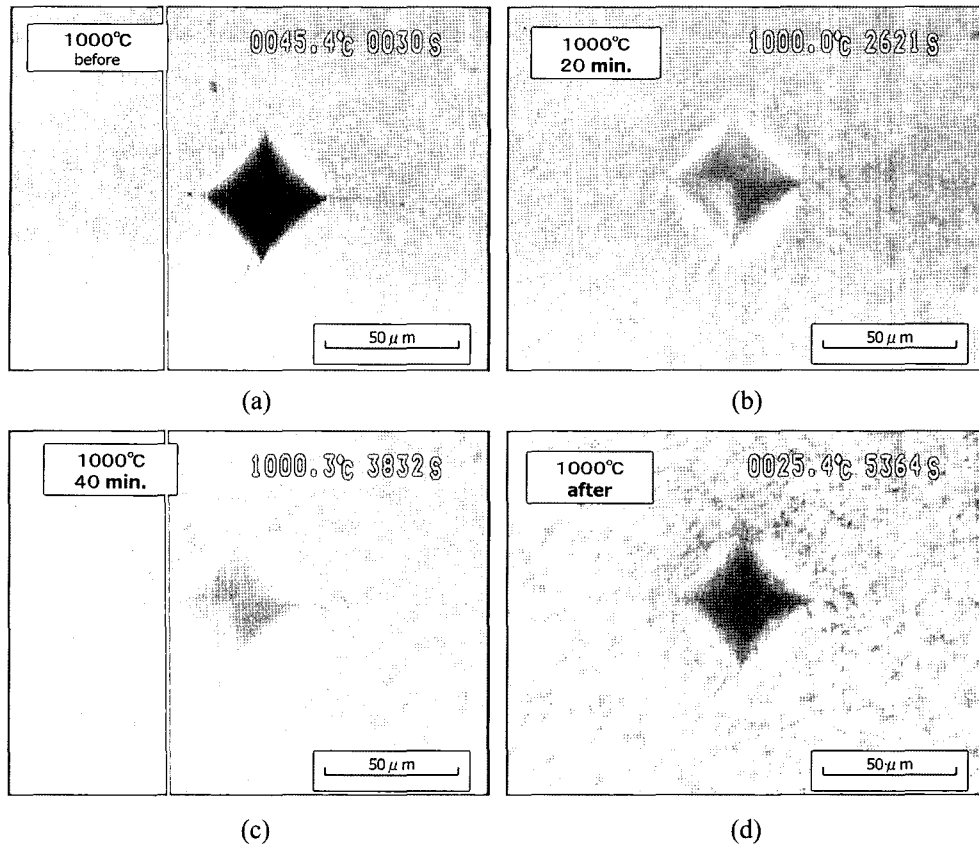 1000℃
before
0045.4℃ 0030S
50μm
(a)
1000℃
20 min.
1000.0℃ 2621S
50μm
(b)
1000℃
40 min.
1000.3℃ 3832S
50μm
(c)
1000℃
after
0025.4℃ 5364S
50μm
(d)